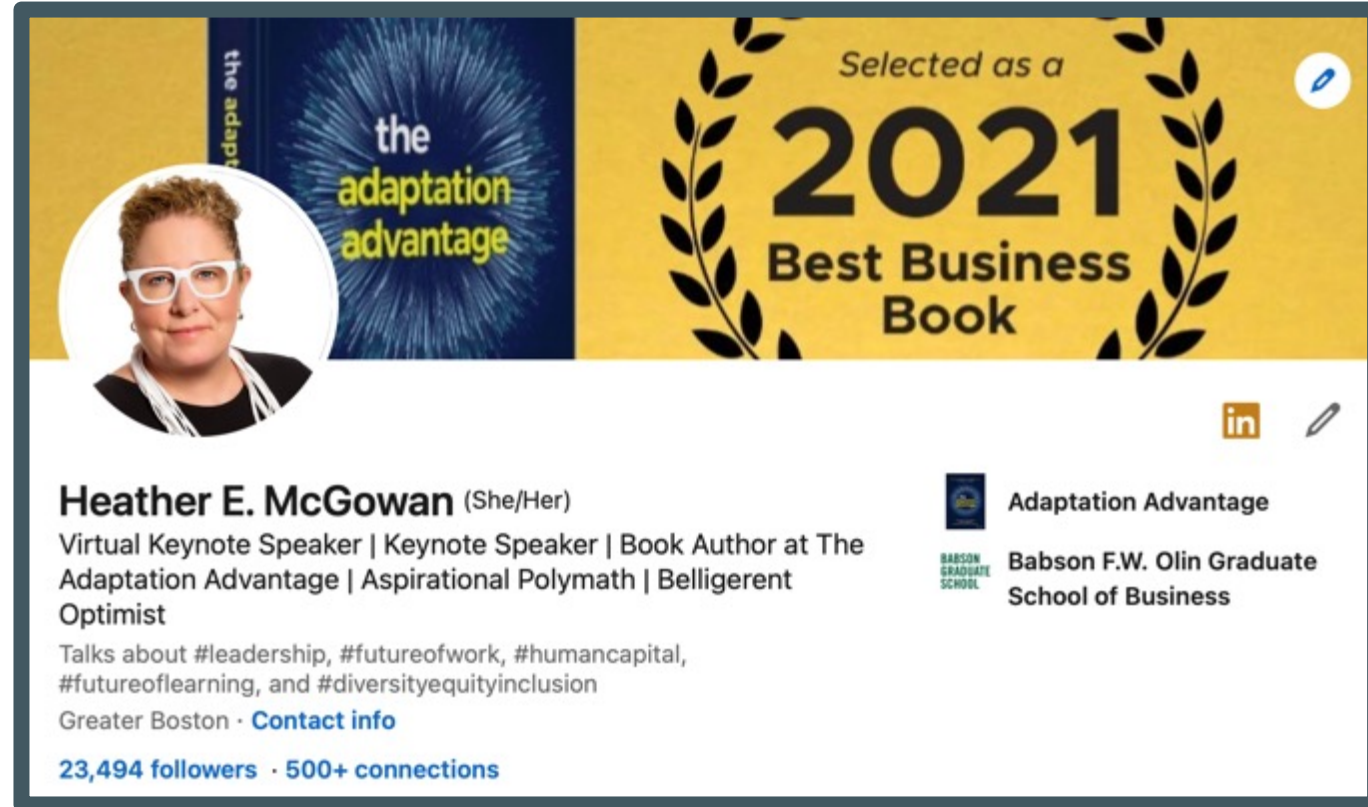 the adapt
the
adaptation
advantage
Selected as a
2021
Best Business
Book
in
Heather E. McGowan (She/Her)
Virtual Keynote Speaker | Keynote Speaker | Book Author at The
Adaptation Advantage | Aspirational Polymath | Belligerent
Optimist
Talks about #leadership, #futureofwork, #humancapital,
#futureoflearning, and #diversityequityinclusion
Greater Boston · Contact info
23,494 followers · 500+ connections
Adaptation Advantage
BABSON
GRADUATE
SCHOOL
Babson F.W. Olin Graduate
School of Business